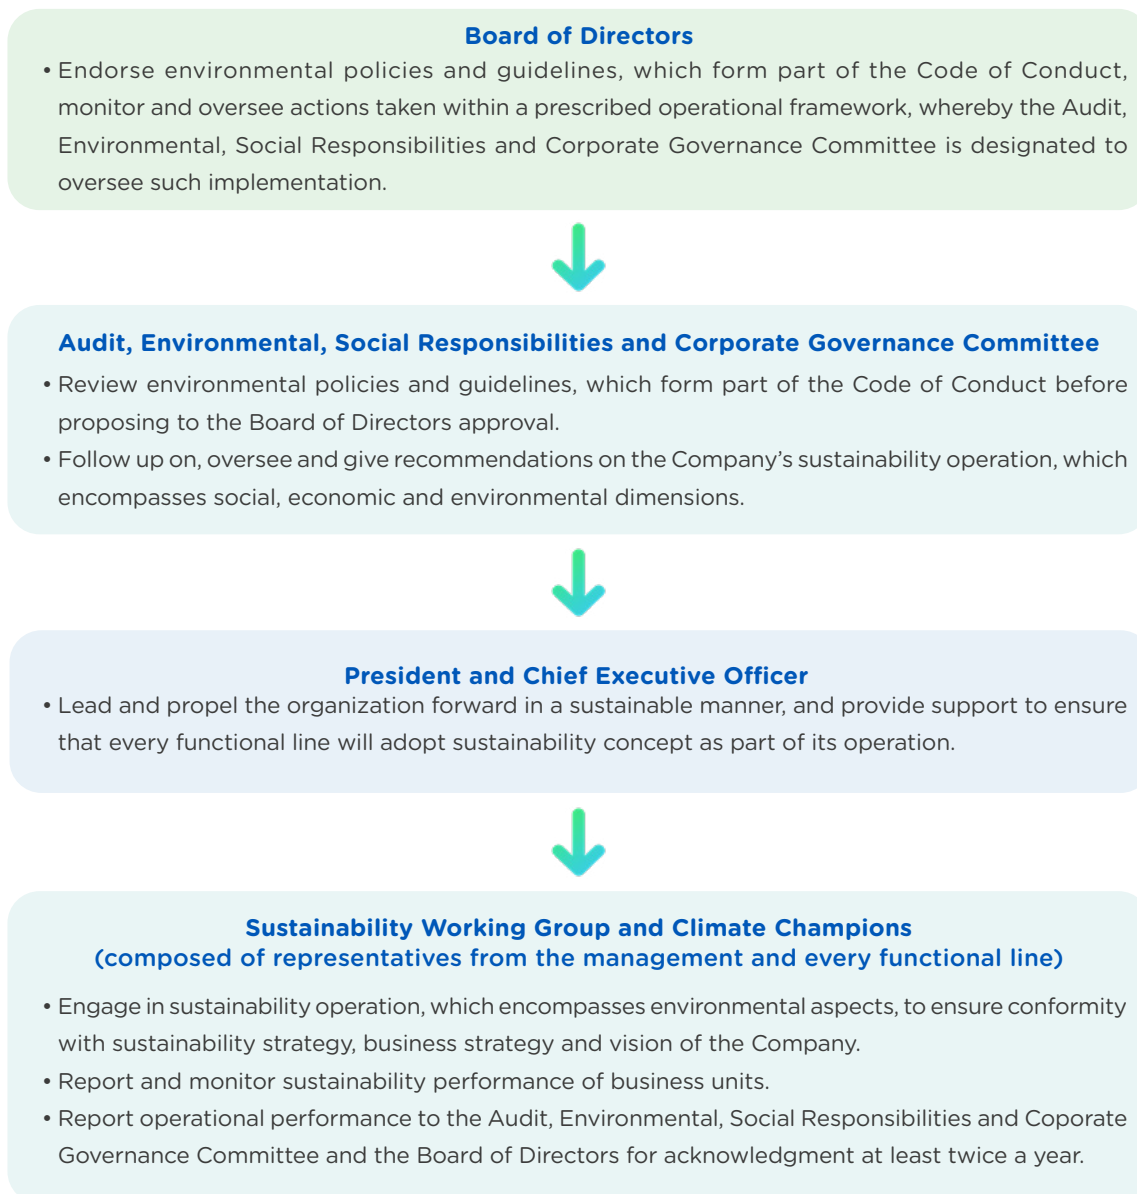 Board of Directors
• Endorse environmental policies and guidelines, which form part of the Code of Conduct,
monitor and oversee actions taken within a prescribed operational framework, whereby the Audit,
Environmental, Social Responsibilities and Corporate Governance Committee is designated to
oversee such implementation.
Audit, Environmental, Social Responsibilities and Corporate Governance Committee
• Review environmental policies and guidelines, which form part of the Code of Conduct before
proposing to the Board of Directors approval.
• Follow up on, oversee and give recommendations on the Company’s sustainability operation, which
encompasses social, economic and environmental dimensions.
President and Chief Executive Officer
• Lead and propel the organization forward in a sustainable manner, and provide support to ensure
that every functional line will adopt sustainability concept as part of its operation.
Sustainability Working Group and Climate Champions
(composed of representatives from the management and every functional line)
• Engage in sustainability operation, which encompasses environmental aspects, to ensure conformity
with sustainability strategy, business strategy and vision of the Company.
• Report and monitor sustainability performance of business units.
• Report operational performance to the Audit, Environmental, Social Responsibilities and Coporate
Governance Committee and the Board of Directors for acknowledgment at least twice a year.